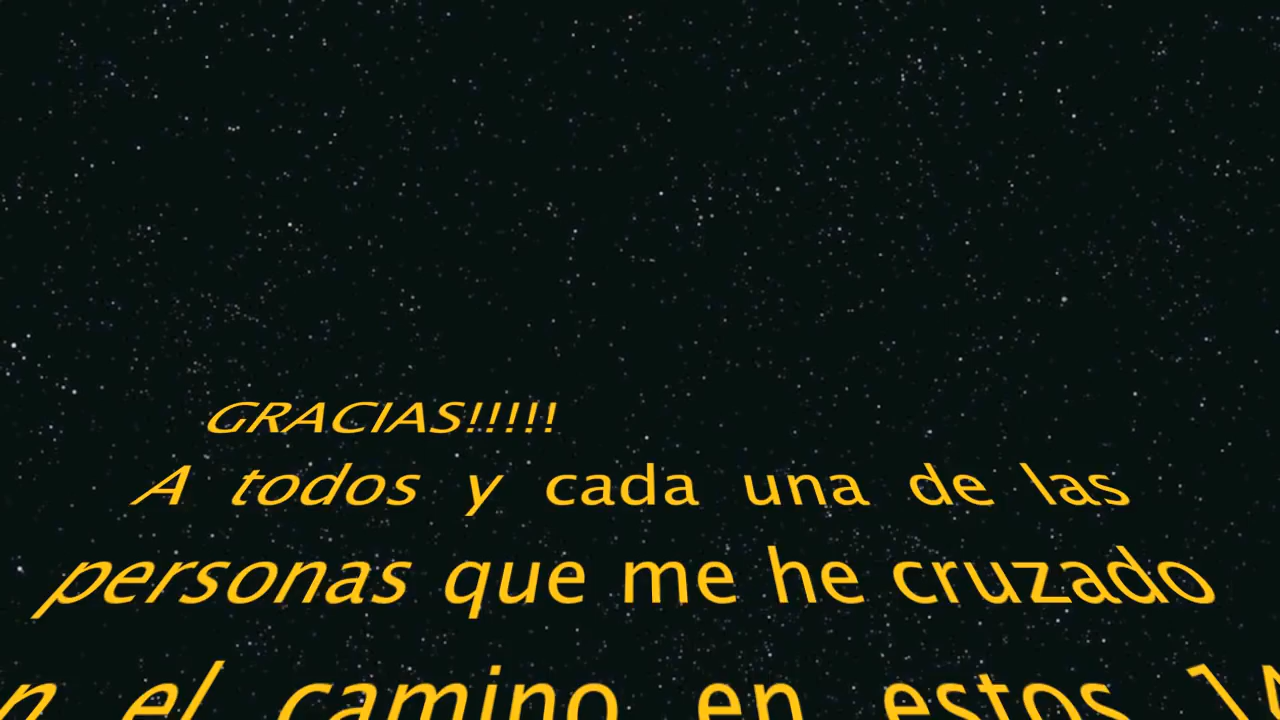 GRACIAS!!!!!
A todos y cada una de las
personas que me he cruzado
el camino en estos